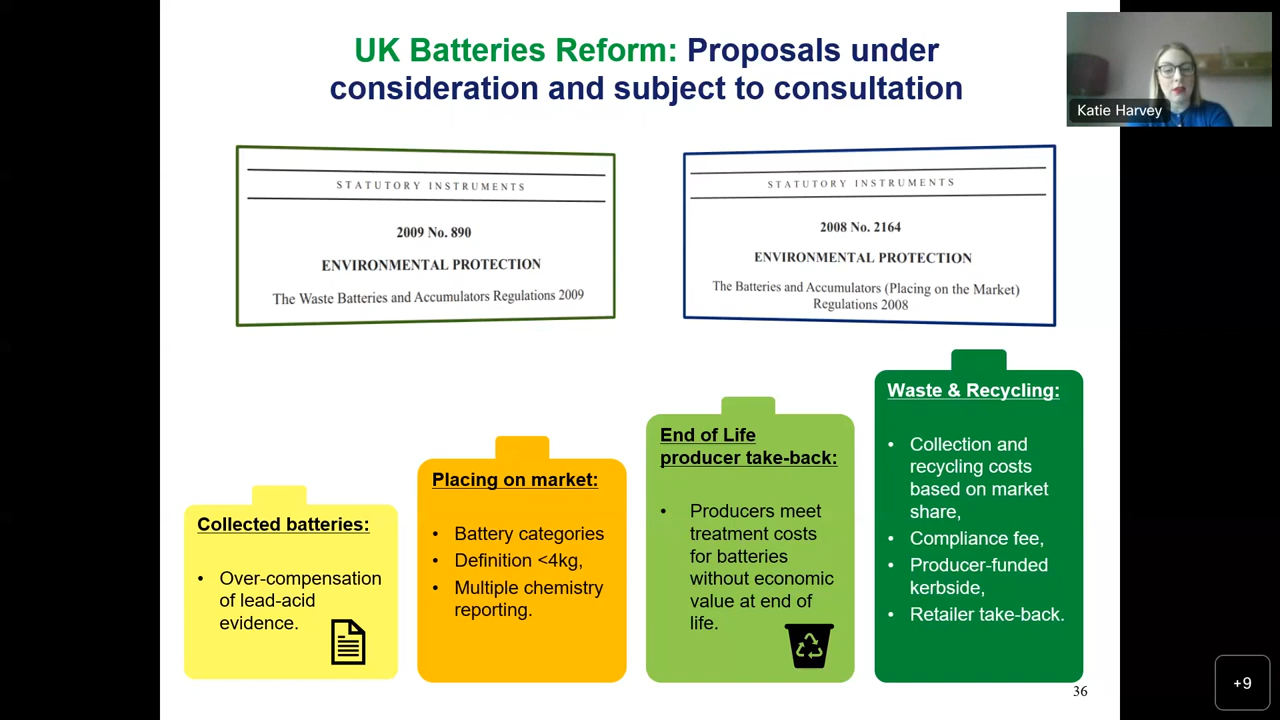 UK Batteries Reform: Proposals under
consideration and subject to consultation
Katie Harvey
STATUTORY INSTRUMENTS
2009 No. 890
ENVIRONMENTAL PROTECTION
The Waste Batteries and Accumulators Regulations 2009
STATUTORY INSTRUMENTS
2008 No. 2164
ENVIRONMENTAL PROTECTION
The Batteries and Accumulators (Placing on the Market)
Regulations 2008
Collected batteries:
• Over-compensation
of lead-acid
evidence.
Placing on market:
• Battery categories
• Definition <4kg,
• Multiple chemistry
reporting.
End of Life
producer take-back:
• Producers meet
treatment costs
for batteries
without economic
value at end of
life.
Waste & Recycling:
• Collection and
recycling costs
based on market
share,
• Compliance fee,
• Producer-funded
kerbside,
• Retailer take-back.
36
+9